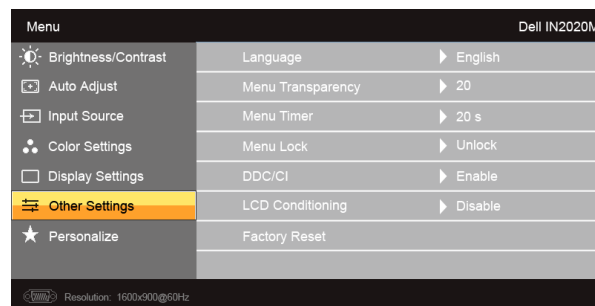 Menu Dell IN2020M
Brightness/Contrast Language English
Auto Adjust Menu Transparency 20
Input Source Menu Timer 20 s
Color Settings Menu Lock Unlock
Display Settings DDC/CI Enable
Other Settings LCD Conditioning Disable
Personalize Factory Reset
Resolution: 1600x900@60Hz